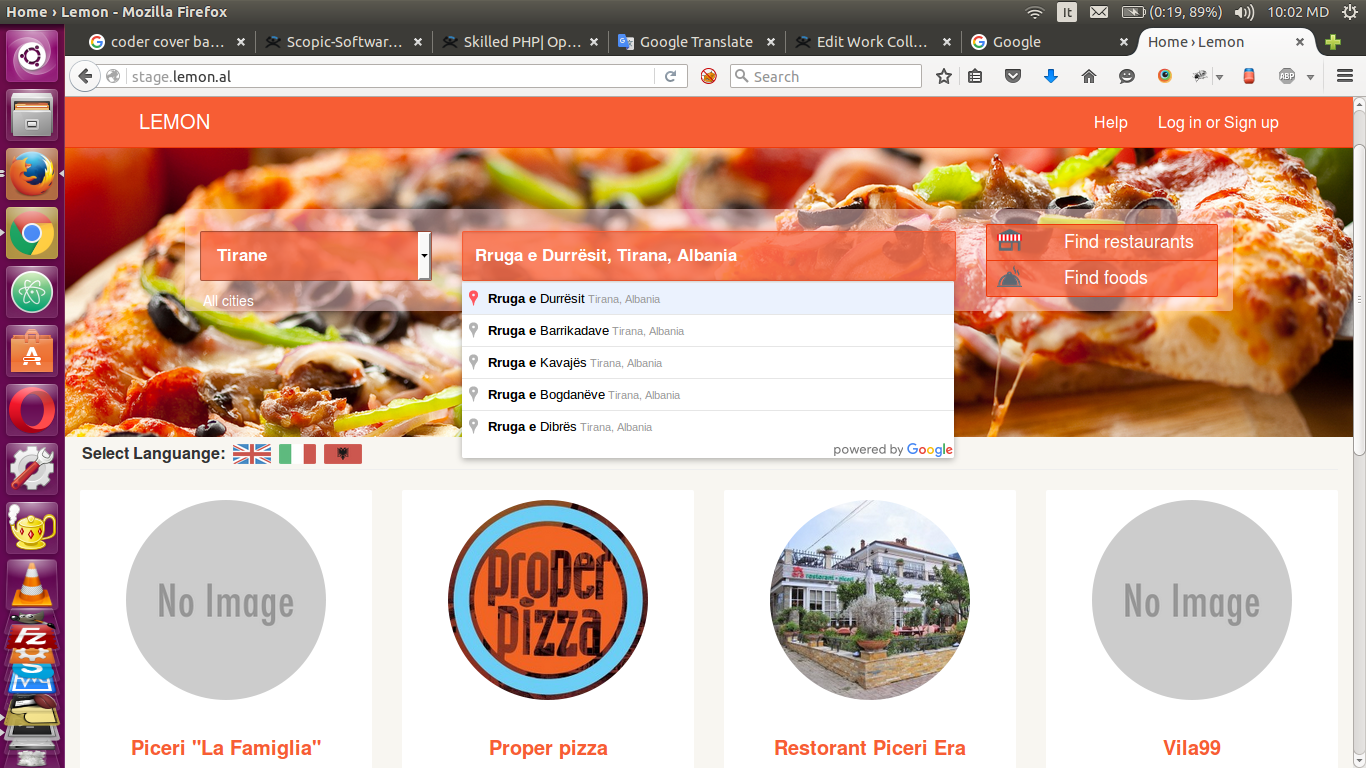 Home › Lemon - Mozilla Firefox
It
(0:19, 89%)
10:02 MD
coder cover ba...
Scopic-Softwar...
Skilled PHP| Op...
Google Translate
Edit Work Coll...
Google
Home › Lemon
stage.lemon.al
Search
ABP
LEMON
Help
Log in or Sign up
Tirane
Rruga e Durrësit, Tirana, Albania
Find restaurants
Find foods
All cities
Rruga e Durrësit Tirana, Albania
Rruga e Barrikadave Tirana, Albania
Rruga e Kavajës Tirana, Albania
Rruga e Bogdanëve Tirana, Albania
Rruga e Dibrës Tirana, Albania
powered by Google
Select Languange:
No Image
proper
pizza
restorant - piceri
No Image
Piceri "La Famiglia"
Proper pizza
Restorant Piceri Era
Vila99